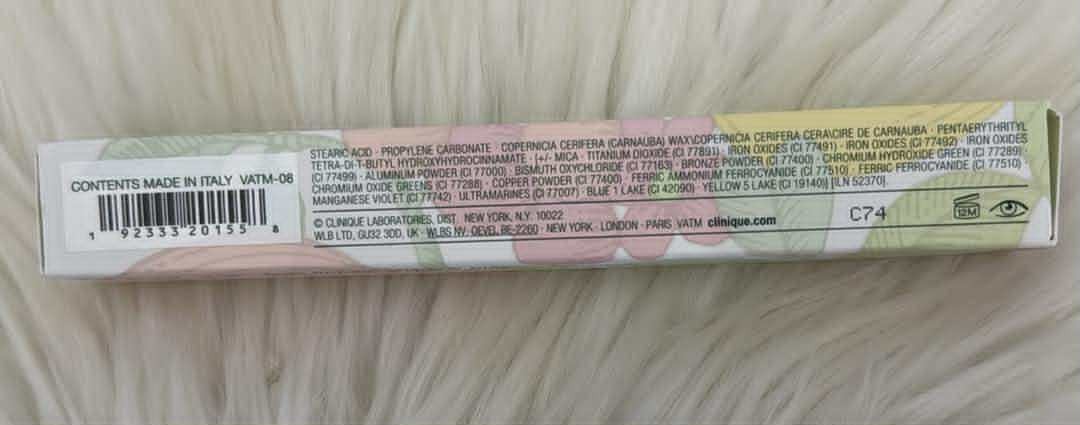 CONTENTS MADE IN ITALY VATM-08
1 92333 20155 8
STEARIC ACID · PROPYLENE CARBONATE · COPERNICIA CERIFERA (CARNAUBA) WAX\COPERNICIA CERIFERA CERA\CIRE DE CARNAUBA · PENTAERYTHRITYL
TETRA-DI-T-BUTYL HYDROXYHYDROCINNAMATE · [+/- MICA · TITANIUM DIOXIDE (CI 77891) · IRON OXIDES (CI 77491) · IRON OXIDES (CI 77492) · IRON OXIDES
(CI 77499) · ALUMINUM POWDER (CI 77000) · BISMUTH OXYCHLORIDE (CI 77163) · BRONZE POWDER (CI 77400) · CHROMIUM HYDROXIDE GREEN (CI 77289) ·
CHROMIUM OXIDE GREENS (CI 77288) · COPPER POWDER (CI 77400) · FERRIC AMMONIUM FERROCYANIDE (CI 77510) · FERRIC FERROCYANIDE (CI 77510) ·
MANGANESE VIOLET (CI 77742) · ULTRAMARINES (CI 77007) · BLUE 1 LAKE (CI 42090) · YELLOW 5 LAKE (CI 19140)] [ILN 52370].
© CLINIQUE LABORATORIES, DIST. NEW YORK, N.Y. 10022
WLB LTD, GU32 3DD, UK · WLBS NV, OEVEL BE-2260 · NEW YORK · LONDON · PARIS VATM clinique.com
C74
12M